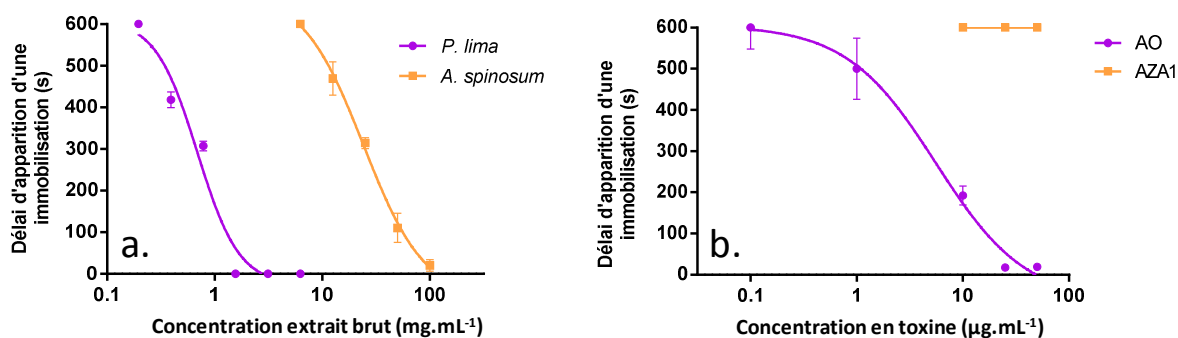 Délai d'apparition d'une
immobilisation (s)
600
500
400
300
200
100
0
a.
0.1
1
10
100
Concentration extrait brut (mg.mL-1)
P. lima
A. spinosum
Délai d'apparition d'une
immobilisation (s)
600
500
400
300
200
100
0
b.
0.1
1
10
100
Concentration en toxine (µg.mL-1)
AO
AZA1